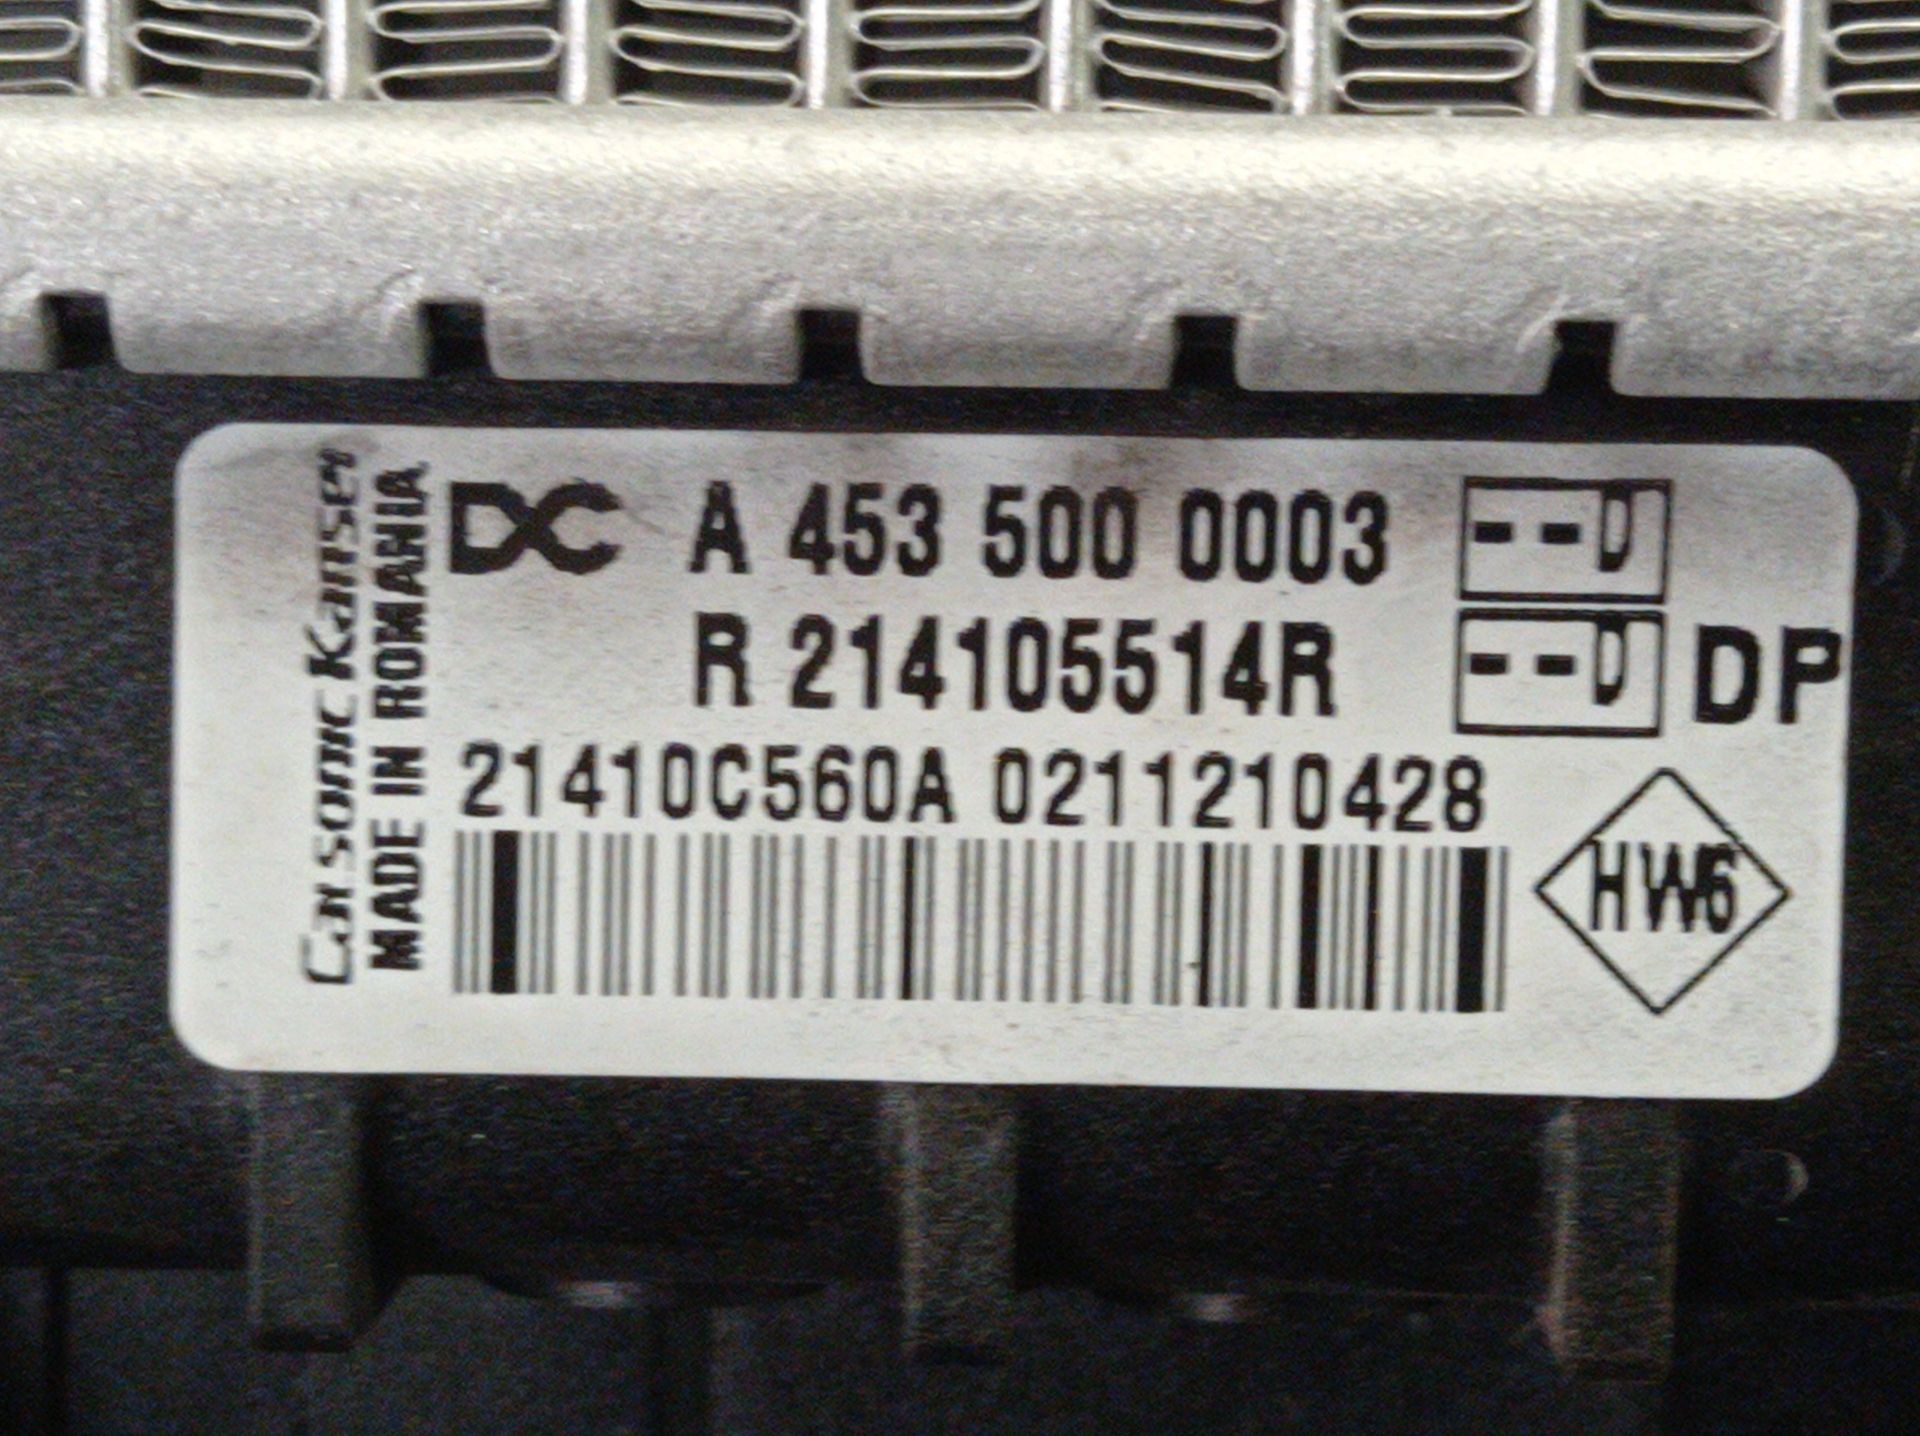 Calsonic Kansei
MADE IN ROMANIA
DC A 453 500 0003
R 214105514R
DP
21410C560A 0211210428
HW6